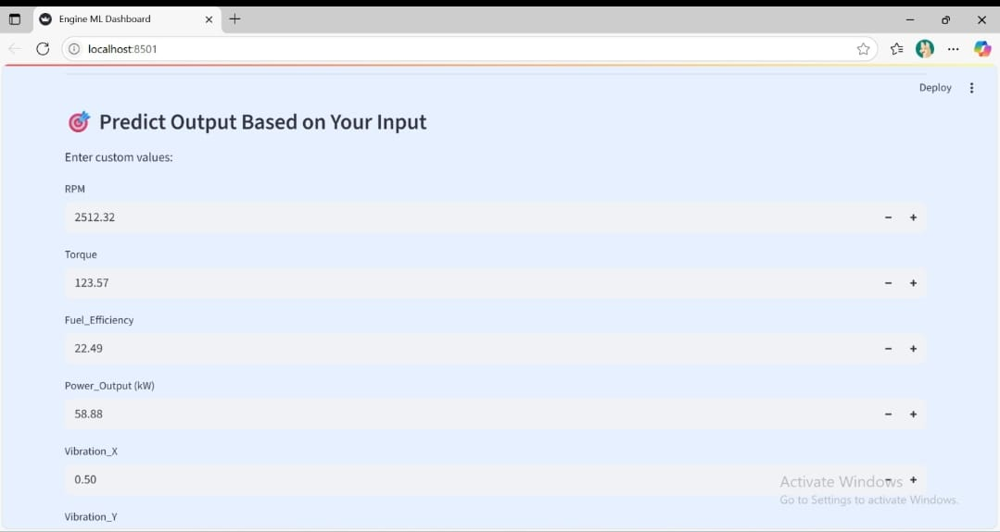 Engine ML Dashboard
localhost:8501
Deploy
Predict Output Based on Your Input
Enter custom values:
RPM
2512.32
Torque
123.57
Fuel_Efficiency
22.49
Power_Output (kW)
58.88
Vibration_X
0.50
Activate Windows
Go to Settings to activate Windows.
Vibration_Y